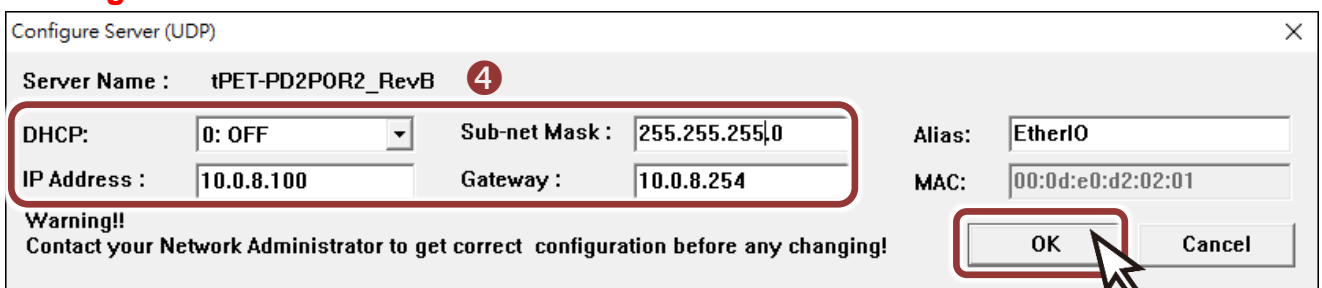 Configure Server (UDP)
Server Name : tPET-PD2POR2_RevB 4
DHCP: 0: OFF Sub-net Mask : 255.255.255.0 Alias: EtherIO
IP Address : 10.0.8.100 Gateway : 10.0.8.254 MAC: 00:0d:e0:d2:02:01
Warning!!
Contact your Network Administrator to get correct configuration before any changing! OK Cancel